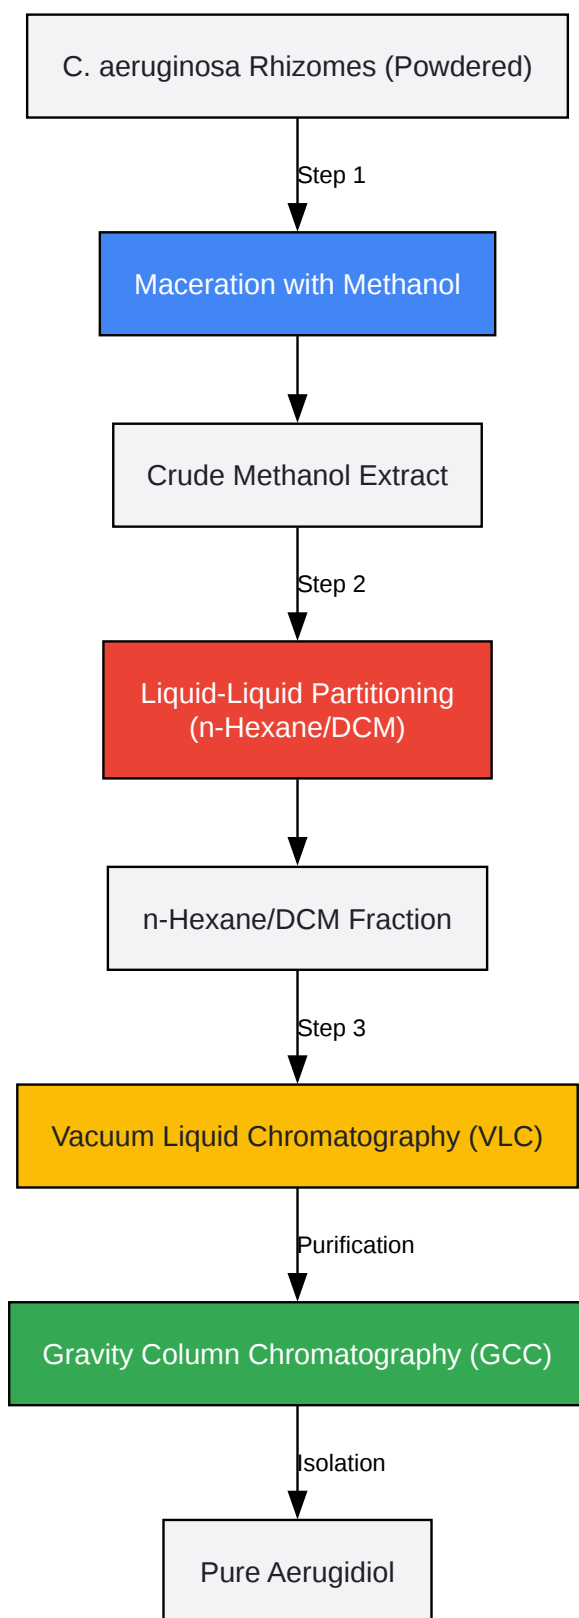 C. aeruginosa Rhizomes (Powdered)
Step 1
Maceration with Methanol
Crude Methanol Extract
Step 2
Liquid-Liquid Partitioning
(n-Hexane/DCM)
n-Hexane/DCM Fraction
Step 3
Vacuum Liquid Chromatography (VLC)
Purification
Gravity Column Chromatography (GCC)
Isolation
Pure Aerugidiol